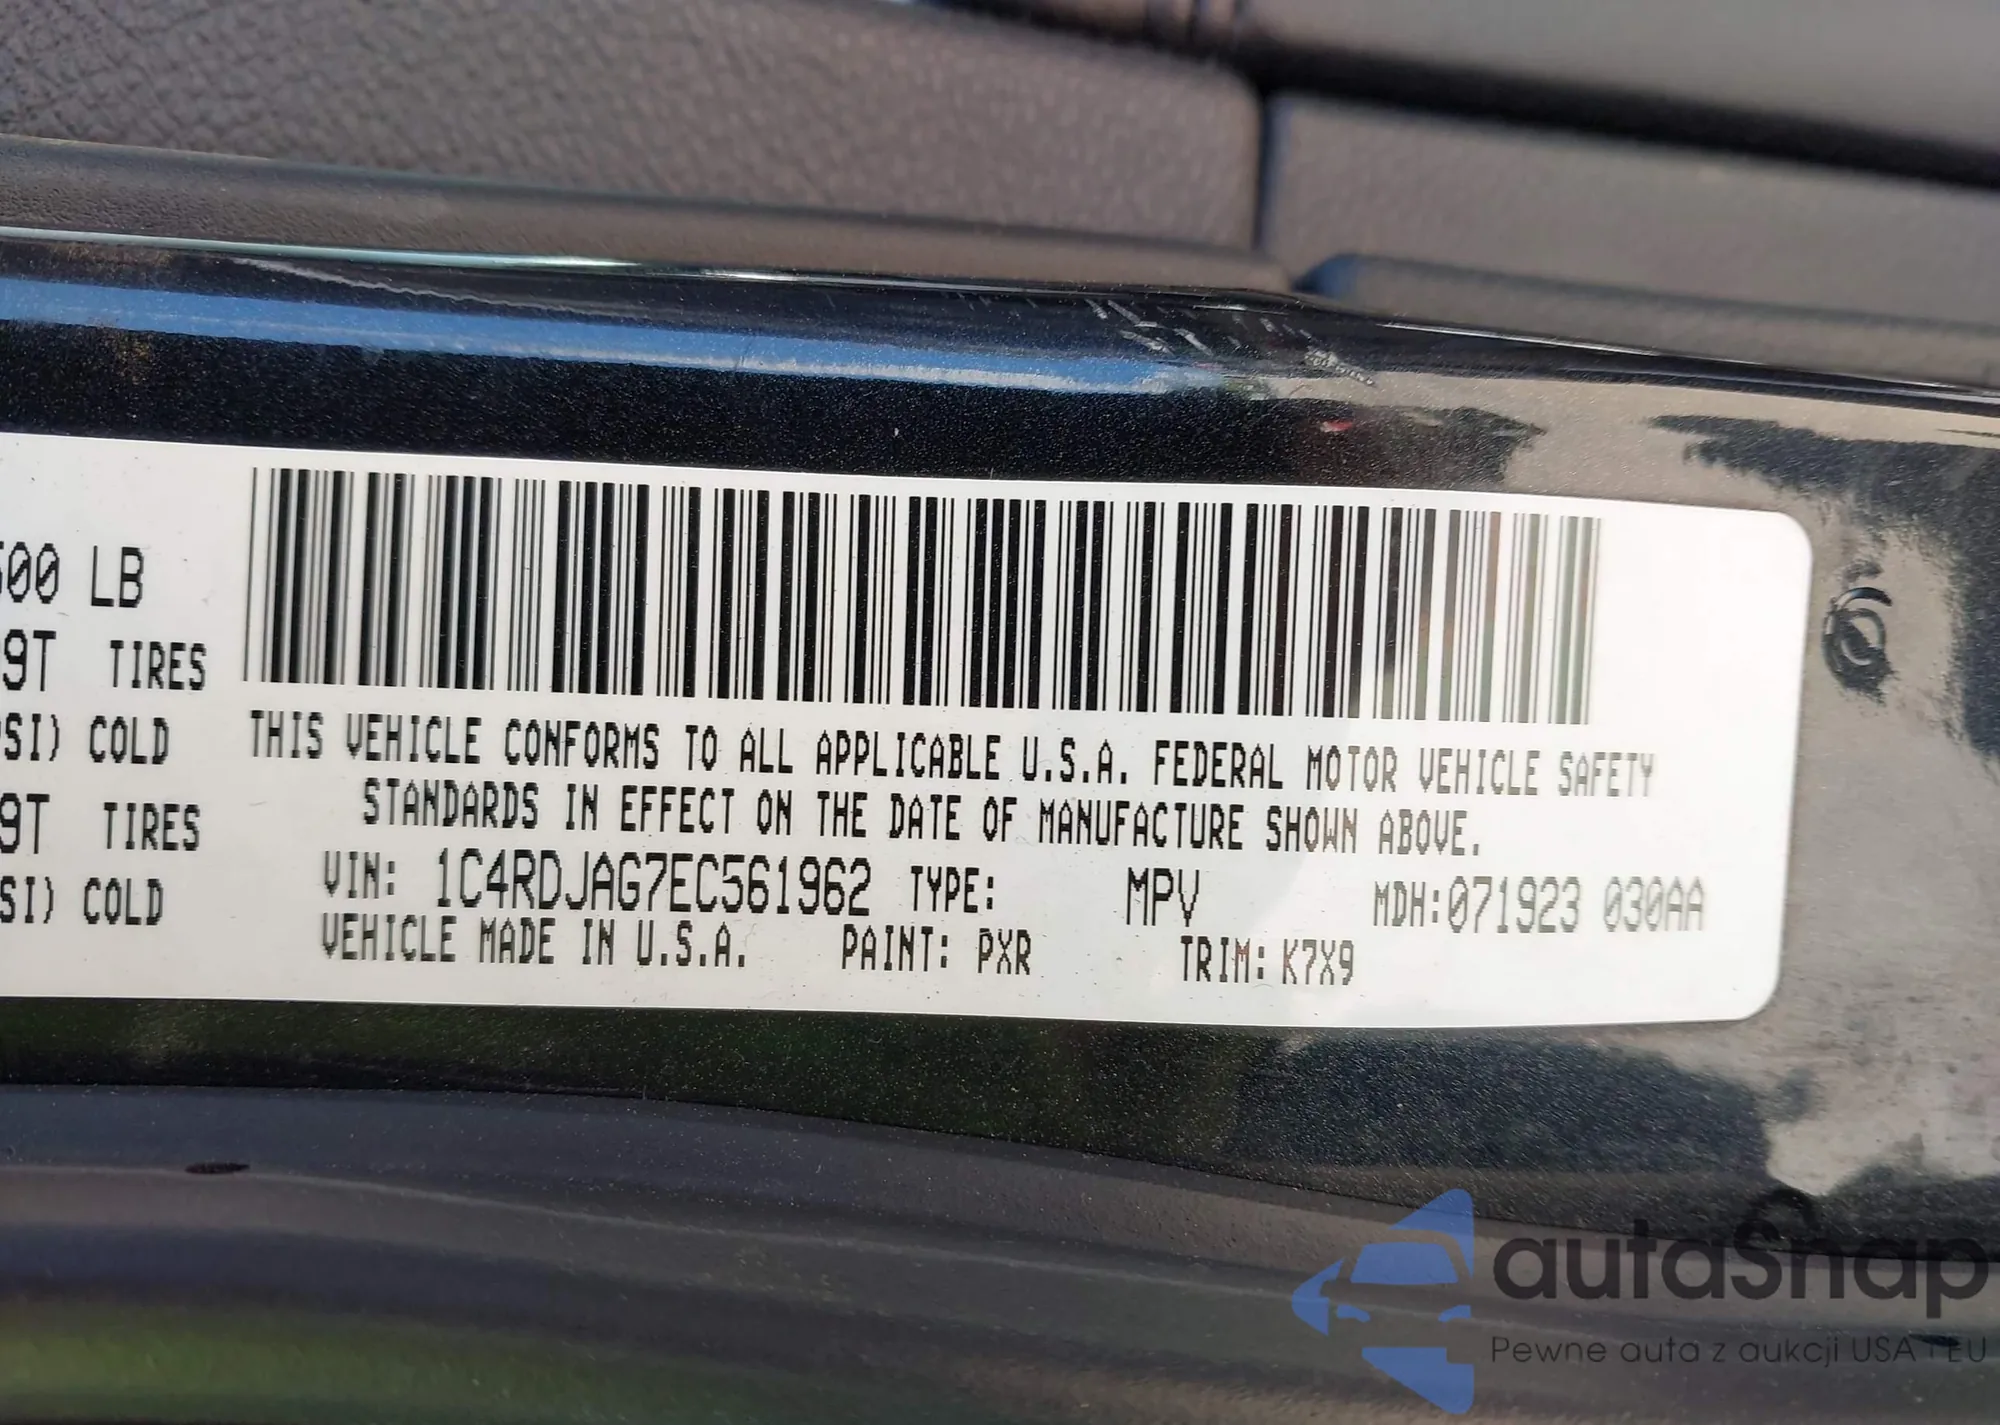 500 LB
9T TIRES
PSI) COLD
9T TIRES
SI) COLD
THIS VEHICLE CONFORMS TO ALL APPLICABLE U.S.A. FEDERAL MOTOR VEHICLE SAFETY
STANDARDS IN EFFECT ON THE DATE OF MANUFACTURE SHOWN ABOVE.
VIN: 1C4RDJAG7EC561962 TYPE: MPV MDH:071923 030AA
VEHICLE MADE IN U.S.A. PAINT: PXR TRIM: K7X9
autaSnap
Pewne auta z aukcji USA i EU